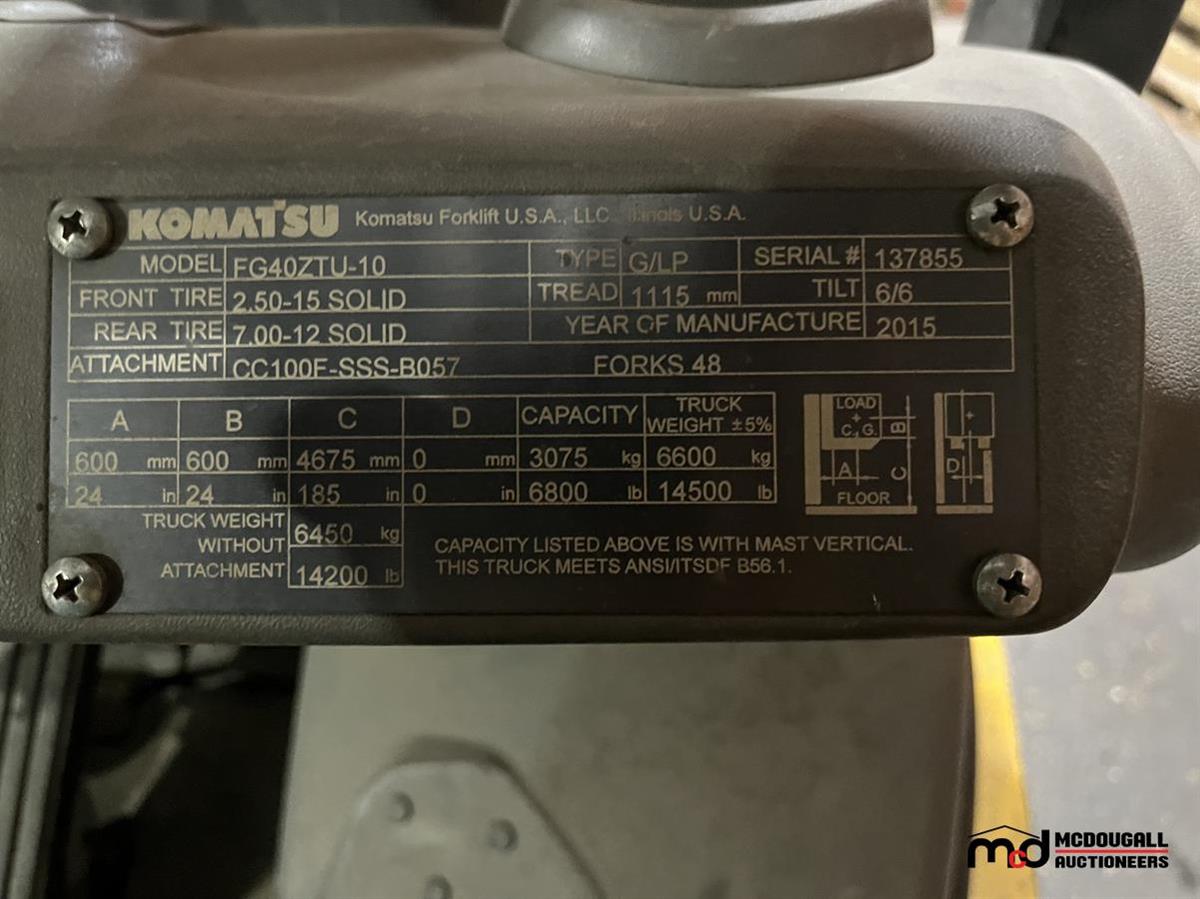 KOMATSU Komatsu Forklift U.S.A., LLC. Illinois U.S.A.
MODEL FG40ZTU-10 TYPE G/LP SERIAL # 137855
FRONT TIRE 2.50-15 SOLID TREAD 1115 mm TILT 6/6
REAR TIRE 7.00-12 SOLID YEAR OF MANUFACTURE 2015
ATTACHMENT CC100F-SSS-B057 FORKS 48
A B C D CAPACITY TRUCK WEIGHT ±5%
600 mm 600 mm 4675 mm 0 mm 3075 kg 6600 kg
24 in 24 in 185 in 0 in 6800 lb 14500 lb
TRUCK WEIGHT WITHOUT ATTACHMENT
6450 kg
14200 lb
CAPACITY LISTED ABOVE IS WITH MAST VERTICAL.
THIS TRUCK MEETS ANSI/ITSDF B56.1.
LOAD
C.G.
B
A
C
FLOOR
D
mcd MCDOUGALL
AUCTIONEERS